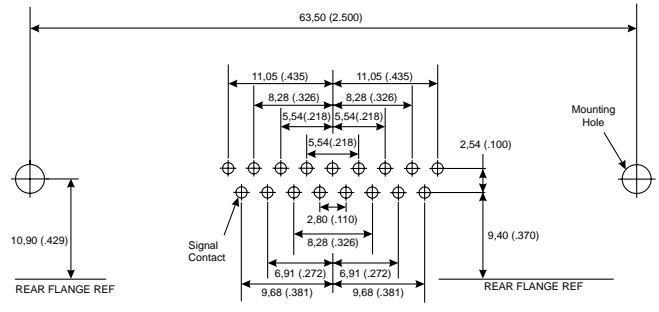 63,50 (2.500)
11,05 (.435) 11,05 (.435)
8,28 (.326) 8,28 (.326)
5,54(.218) 5,54(.218)
5,54(.218)
Mounting
Hole
2,54 (.100)
2,80 (.110)
10,90 (.429)
Signal
Contact
8,28 (.326)
9,40 (.370)
6,91 (.272) 6,91 (.272)
9,68 (.381) 9,68 (.381)
REAR FLANGE REF
REAR FLANGE REF